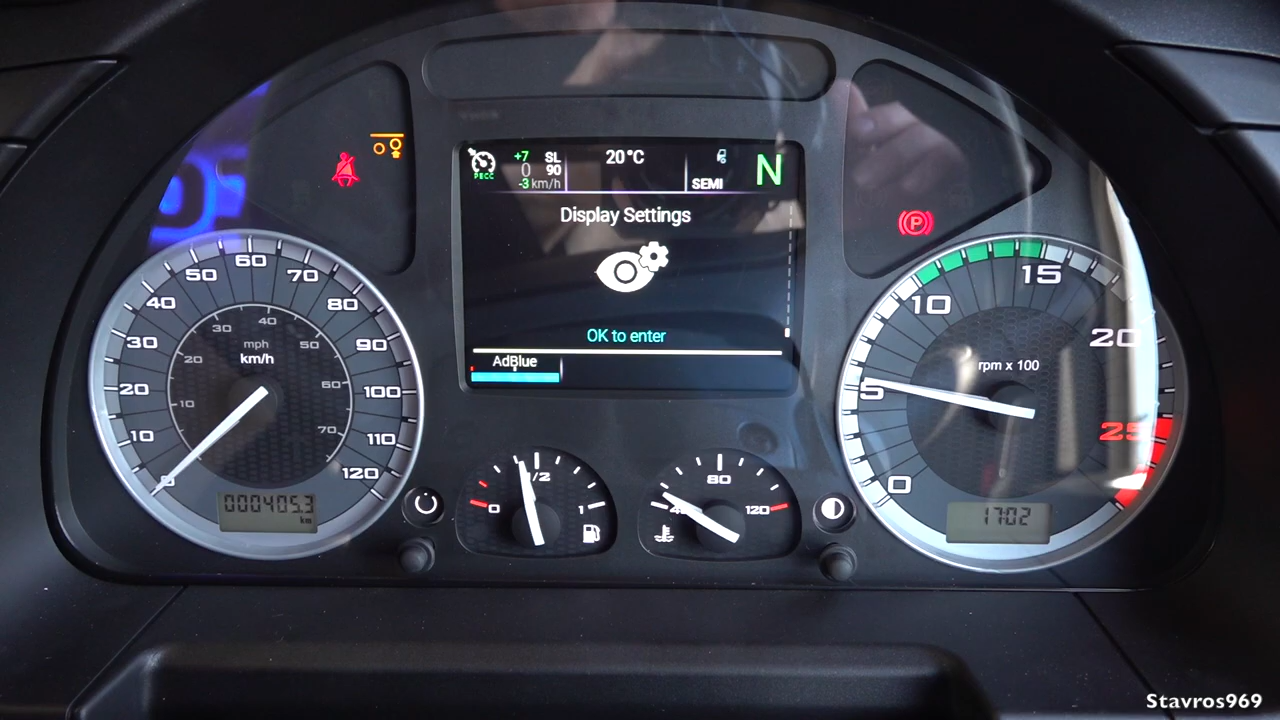 +7 SL
PECC 0 90
-3 km/h
20°C
SEMI
N
Display Settings
OK to enter
AdBlue
0 10 20 30 40 50 60 70 80 90 100 110 120
10 20 30 40 50 60 70
mph
km/h
0004053
km
0 1/2 1
40 80 120
0 5 10 15 20 25
rpm x 100
17:02
P
Stavros969